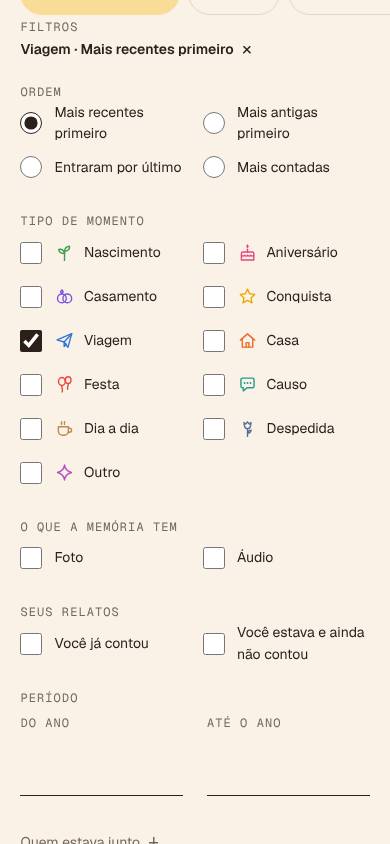 FILTROS
Viagem · Mais recentes primeiro ×
ORDEM
Mais recentes
primeiro
Mais antigas
primeiro
Entraram por último
Mais contadas
TIPO DE MOMENTO
Nascimento
Aniversário
Casamento
Conquista
Viagem
Casa
Festa
Causo
Dia a dia
Despedida
Outro
O QUE A MEMÓRIA TEM
Foto
Áudio
SEUS RELATOS
Você já contou
Você estava e ainda
não contou
PERÍODO
DO ANO
ATÉ O ANO
Quem estava junto +